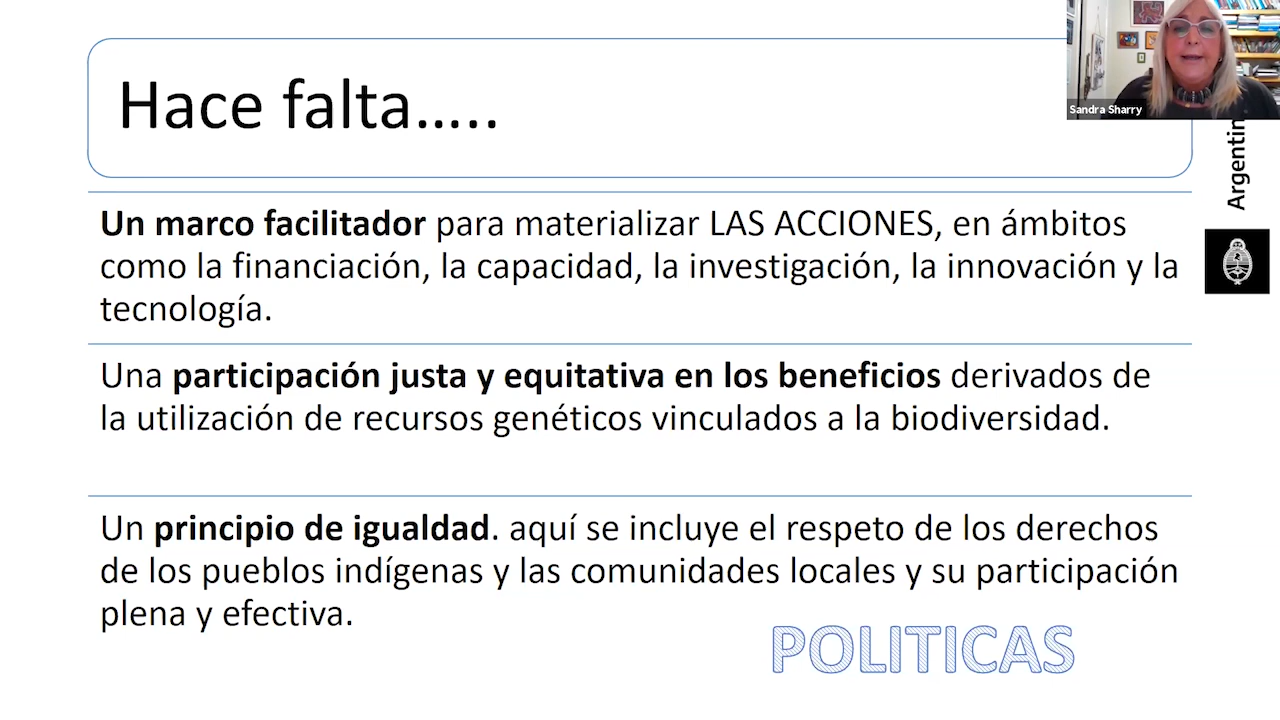 Hace falta.....
Sandra Sharry
Argentin
Un marco facilitador para materializar LAS ACCIONES, en ámbitos
como la financiación, la capacidad, la investigación, la innovación y la
tecnología.
Una participación justa y equitativa en los beneficios derivados de
la utilización de recursos genéticos vinculados a la biodiversidad.
Un principio de igualdad. aquí se incluye el respeto de los derechos
de los pueblos indígenas y las comunidades locales y su participación
plena y efectiva.
POLITICAS